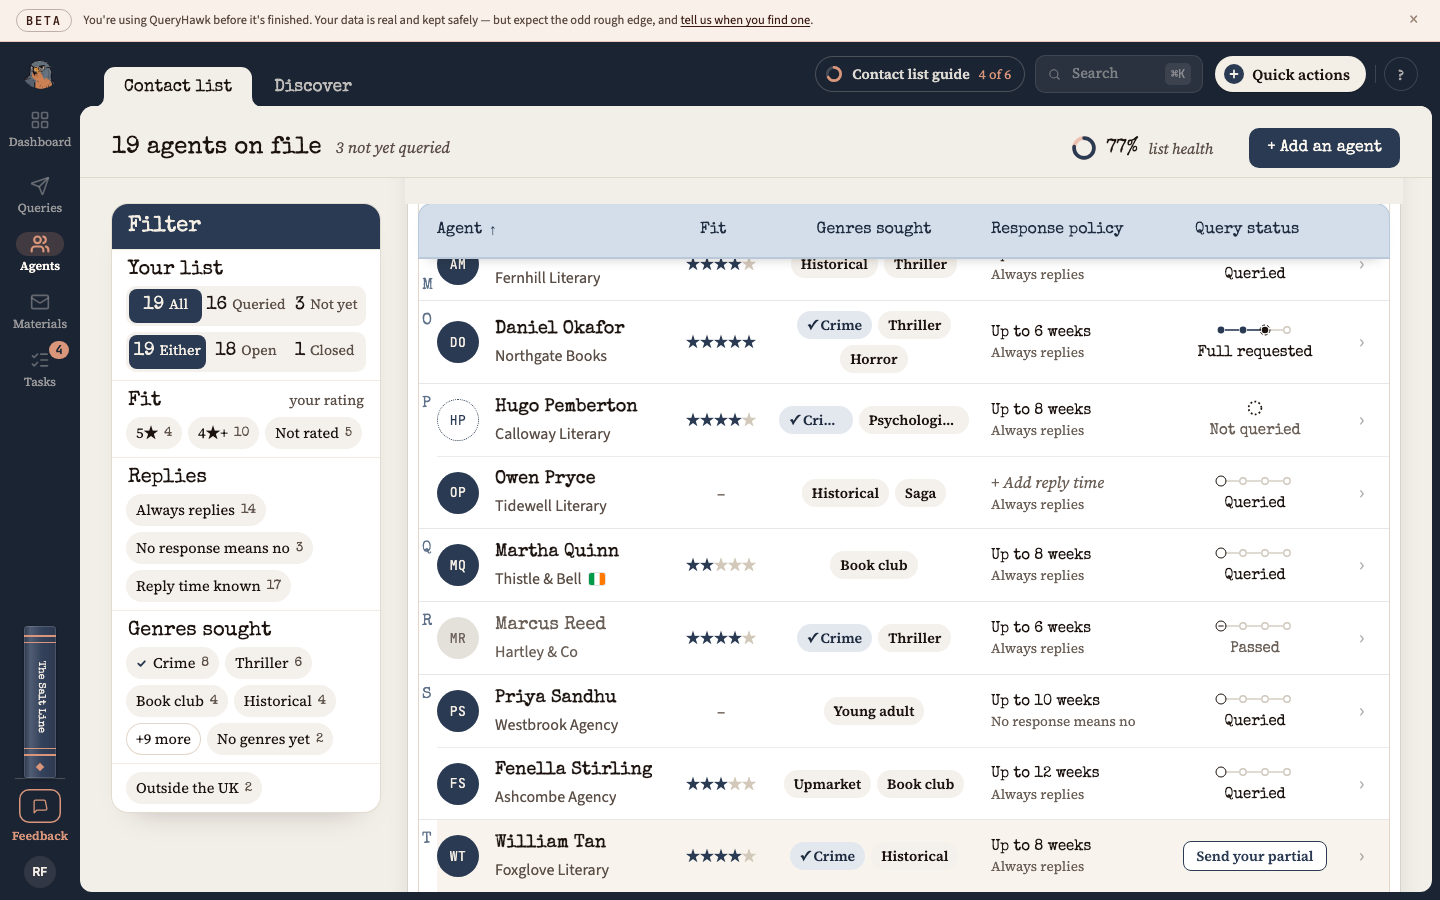 BETA You're using QueryHawk before it's finished. Your data is real and kept safely — but expect the odd rough edge, and tell us when you find one. ×
Contact list Discover
Contact list guide 4 of 6
Search ⌘K
+ Quick actions
?
Dashboard
Queries
Agents
Materials
4
Tasks
The Salt Line
Feedback
RF
19 agents on file 3 not yet queried
77% list health
+ Add an agent
Filter
Your list
19 All 16 Queried 3 Not yet
19 Either 18 Open 1 Closed
Fit your rating
5★ 4 4★+ 10 Not rated 5
Replies
Always replies 14
No response means no 3
Reply time known 17
Genres sought
✓ Crime 8 Thriller 6
Book club 4 Historical 4
+9 more No genres yet 2
Outside the UK 2
Agent ↑ Fit Genres sought Response policy Query status
M
AM Fernhill Literary ★★★★★ Historical Thriller Always replies Queried ›
O
DO Daniel Okafor ★★★★★ ✓Crime Thriller Up to 6 weeks
Northgate Books Horror Always replies Full requested ›
P
HP Hugo Pemberton ★★★★★ ✓Cri... Psychologi... Up to 8 weeks
Calloway Literary Always replies Not queried ›
OP Owen Pryce – Historical Saga + Add reply time
Tidewell Literary Always replies Queried ›
Q
MQ Martha Quinn ★★★★★ Book club Up to 8 weeks
Thistle & Bell Always replies Queried ›
R
MR Marcus Reed ★★★★★ ✓Crime Thriller Up to 6 weeks
Hartley & Co Always replies Passed ›
S
PS Priya Sandhu – Young adult Up to 10 weeks
Westbrook Agency No response means no Queried ›
FS Fenella Stirling ★★★★★ Upmarket Book club Up to 12 weeks
Ashcombe Agency Always replies Queried ›
T
WT William Tan ★★★★★ ✓Crime Historical Up to 8 weeks Send your partial ›
Foxglove Literary Always replies